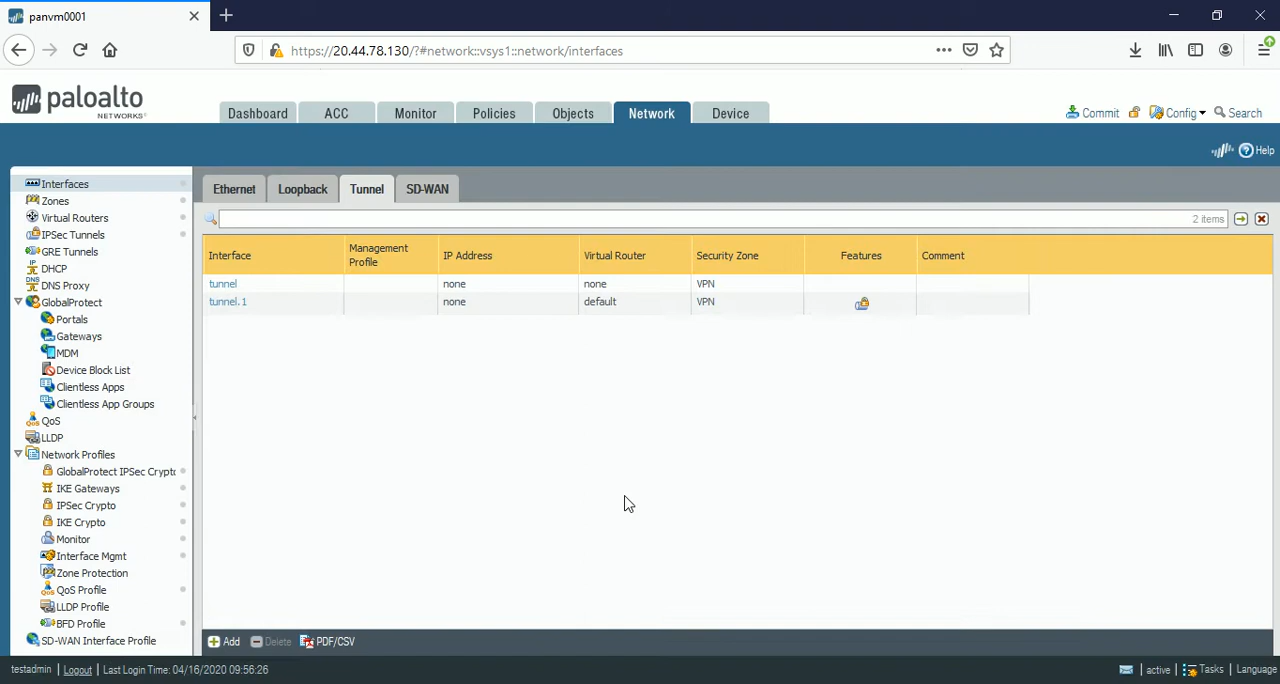 panvm0001
https://20.44.78.130/?#network::vsys1::network/interfaces
paloalto
NETWORKS
Dashboard ACC Monitor Policies Objects Network Device
Commit Config Search
Help
Interfaces
Zones
Virtual Routers
IPSec Tunnels
GRE Tunnels
DHCP
DNS Proxy
GlobalProtect
Portals
Gateways
MDM
Device Block List
Clientless Apps
Clientless App Groups
QoS
LLDP
Network Profiles
GlobalProtect IPSec Crypto
IKE Gateways
IPSec Crypto
IKE Crypto
Monitor
Interface Mgmt
Zone Protection
QoS Profile
LLDP Profile
BFD Profile
SD-WAN Interface Profile
Ethernet Loopback Tunnel SD-WAN
2 items
Interface Management Profile IP Address Virtual Router Security Zone Features Comment
tunnel none none VPN
tunnel.1 none default VPN
Add Delete PDF/CSV
testadmin | Logout | Last Login Time: 04/16/2020 09:56:26
| active | Tasks | Language